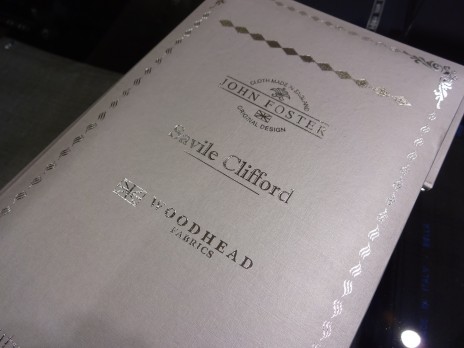 CLOTH MADE IN ENGLAND
JOHN FOSTER
ORIGINAL DESIGN
Savile Clifford
WOODHEAD
FABRICS